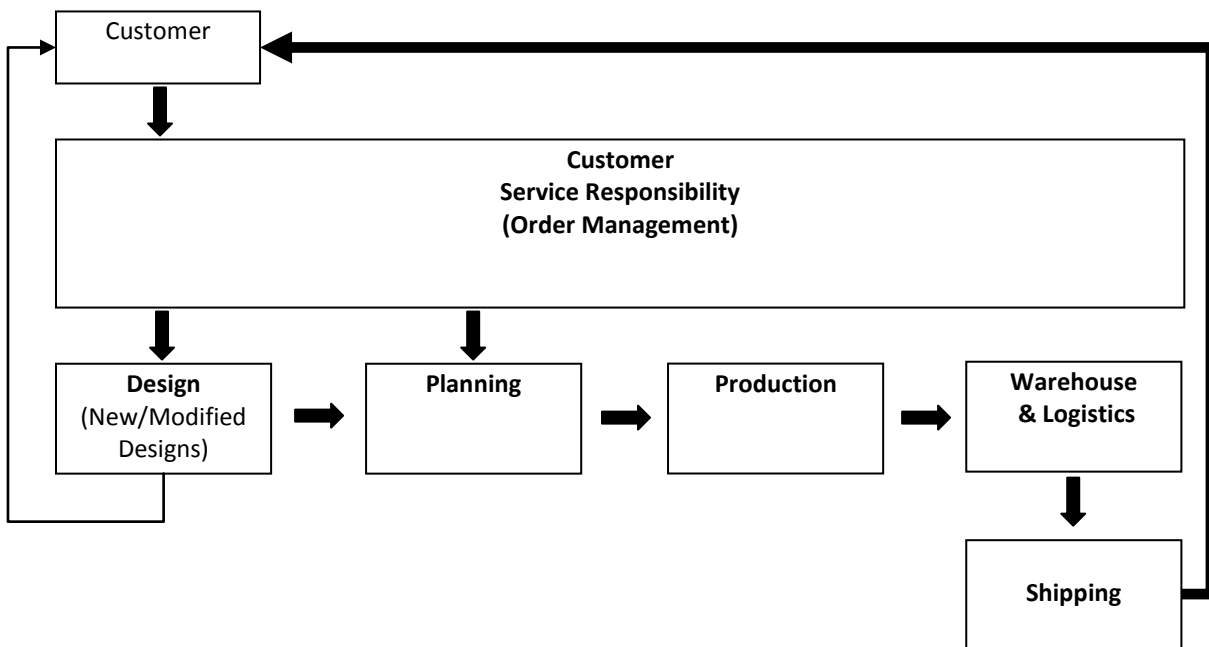 Customer
Customer
Service Responsibility
(Order Management)
Design
(New/Modified
Designs)
Planning
Production
Warehouse
& Logistics
Shipping